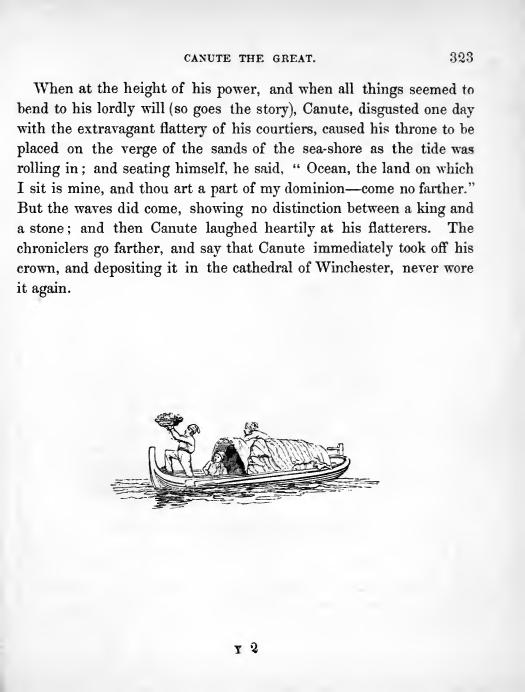 CANUTE THE GREAT. 323
When at the height of his power, and when all things seemed to
bend to his lordly will (so goes the story), Canute, disgusted one day
with the extravagant flattery of his courtiers, caused his throne to be
placed on the verge of the sands of the sea-shore as the tide was
rolling in; and seating himself, he said, “ Ocean, the land on which
I sit is mine, and thou art a part of my dominion—come no farther.”
But the waves did come, showing no distinction between a king and
a stone; and then Canute laughed heartily at his flatterers. The
chroniclers go farther, and say that Canute immediately took off his
crown, and depositing it in the cathedral of Winchester, never wore
it again.
Y 2